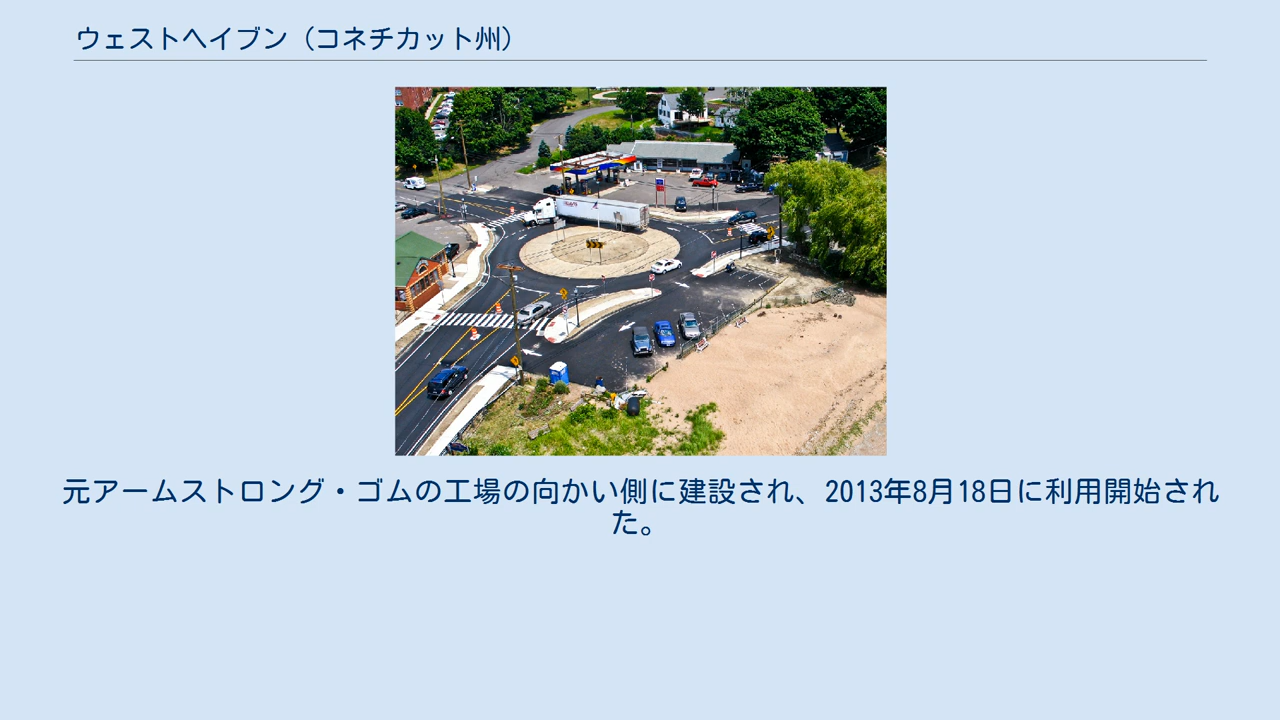 ウェストヘイブン（コネチカット州）
元アームストロング・ゴムの工場の向かい側に建設され、2013年8月18日に利用開始され
た。